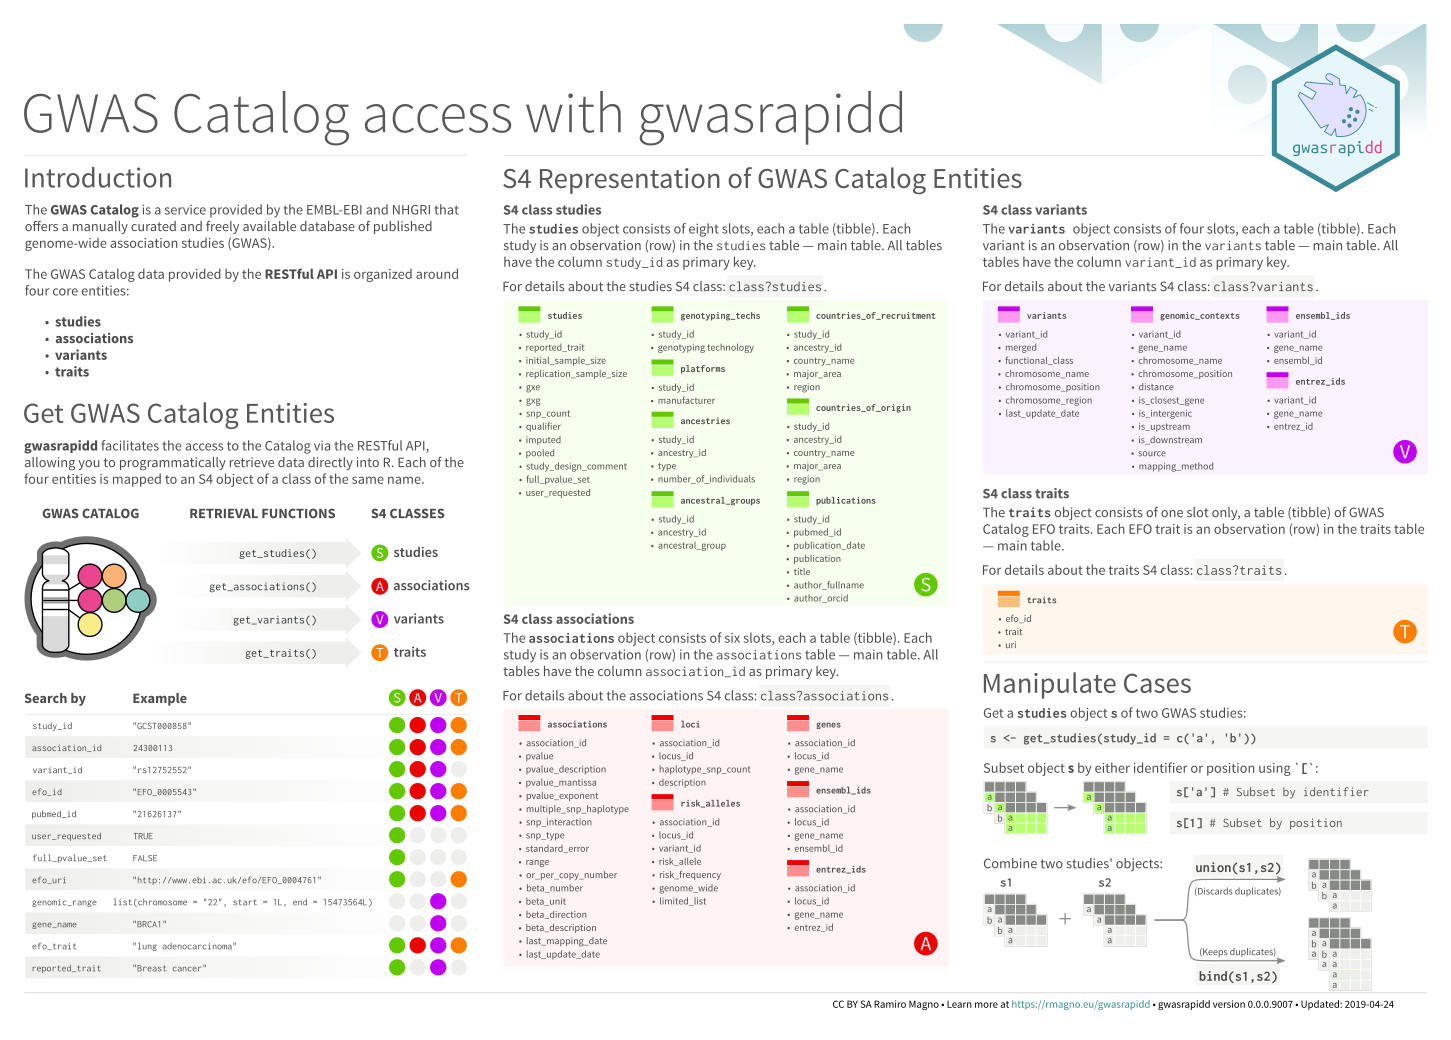 GWAS Catalog access with gwasrapidd
gwasrapidd
Introduction
The GWAS Catalog is a service provided by the EMBL-EBI and NHGRI that
offers a manually curated and freely available database of published
genome-wide association studies (GWAS).
The GWAS Catalog data provided by the RESTful API is organized around
four core entities:
• studies
• associations
• variants
• traits
Get GWAS Catalog Entities
gwasrapidd facilitates the access to the Catalog via the RESTful API,
allowing you to programmatically retrieve data directly into R. Each of the
four entities is mapped to an S4 object of a class of the same name.
GWAS CATALOG RETRIEVAL FUNCTIONS S4 CLASSES
get_studies() S studies
get_associations() A associations
get_variants() V variants
get_traits() T traits
Search by Example S A V T
study_id "GCST000858"
association_id 24300113
variant_id "rs12752552"
efo_id "EFO_0005543"
pubmed_id "21626137"
user_requested TRUE
full_pvalue_set FALSE
efo_uri "http://www.ebi.ac.uk/efo/EFO_0004761"
genomic_range list(chromosome = "22", start = 1L, end = 15473564L)
gene_name "BRCA1"
efo_trait "lung adenocarcinoma"
reported_trait "Breast cancer"
S4 Representation of GWAS Catalog Entities
S4 class studies
The studies object consists of eight slots, each a table (tibble). Each
study is an observation (row) in the studies table — main table. All tables
have the column study_id as primary key.
For details about the studies S4 class: class?studies.
studies
• study_id
• reported_trait
• initial_sample_size
• replication_sample_size
• gxe
• gxg
• snp_count
• qualifier
• imputed
• pooled
• study_design_comment
• full_pvalue_set
• user_requested
genotyping_techs
• study_id
• genotyping technology
platforms
• study_id
• manufacturer
ancestries
• study_id
• ancestry_id
• type
• number_of_individuals
ancestral_groups
• study_id
• ancestry_id
• ancestral_group
countries_of_recruitment
• study_id
• ancestry_id
• country_name
• major_area
• region
countries_of_origin
• study_id
• ancestry_id
• country_name
• major_area
• region
publications
• study_id
• pubmed_id
• publication_date
• publication
• title
• author_fullname
• author_orcid
S
S4 class associations
The associations object consists of six slots, each a table (tibble). Each
study is an observation (row) in the associations table — main table. All
tables have the column association_id as primary key.
For details about the associations S4 class: class?associations.
associations
• association_id
• pvalue
• pvalue_description
• pvalue_mantissa
• pvalue_exponent
• multiple_snp_haplotype
• snp_interaction
• snp_type
• standard_error
• range
• or_per_copy_number
• beta_number
• beta_unit
• beta_direction
• beta_description
• last_mapping_date
• last_update_date
loci
• association_id
• locus_id
• haplotype_snp_count
• description
risk_alleles
• association_id
• locus_id
• variant_id
• risk_allele
• risk_frequency
• genome_wide
• limited_list
genes
• association_id
• locus_id
• gene_name
ensembl_ids
• association_id
• locus_id
• gene_name
• ensembl_id
entrez_ids
• association_id
• locus_id
• gene_name
• entrez_id
A
S4 class variants
The variants object consists of four slots, each a table (tibble). Each
variant is an observation (row) in the variants table — main table. All
tables have the column variant_id as primary key.
For details about the variants S4 class: class?variants.
variants
• variant_id
• merged
• functional_class
• chromosome_name
• chromosome_position
• chromosome_region
• last_update_date
genomic_contexts
• variant_id
• gene_name
• chromosome_name
• chromosome_position
• distance
• is_closest_gene
• is_intergenic
• is_upstream
• is_downstream
• source
• mapping_method
ensembl_ids
• variant_id
• gene_name
• ensembl_id
entrez_ids
• variant_id
• gene_name
• entrez_id
V
S4 class traits
The traits object consists of one slot only, a table (tibble) of GWAS
Catalog EFO traits. Each EFO trait is an observation (row) in the traits table
— main table.
For details about the traits S4 class: class?traits.
traits
• efo_id
• trait
• uri
T
Manipulate Cases
Get a studies object s of two GWAS studies:
s <- get_studies(study_id = c('a', 'b'))
Subset object s by either identifier or position using `[`:
a
b a
b a
a
a
a
a
a
s['a'] # Subset by identifier
s[1] # Subset by position
Combine two studies' objects:
s1 s2
a
b a
b a
a
+
a
a
a
a
union(s1,s2)
(Discards duplicates)
a
b a
b a
a
(Keeps duplicates)
bind(s1,s2)
a
b a
a b a
a a
a
a
CC BY SA Ramiro Magno • Learn more at https://rmagno.eu/gwasrapidd • gwasrapidd version 0.0.0.9007 • Updated: 2019-04-24